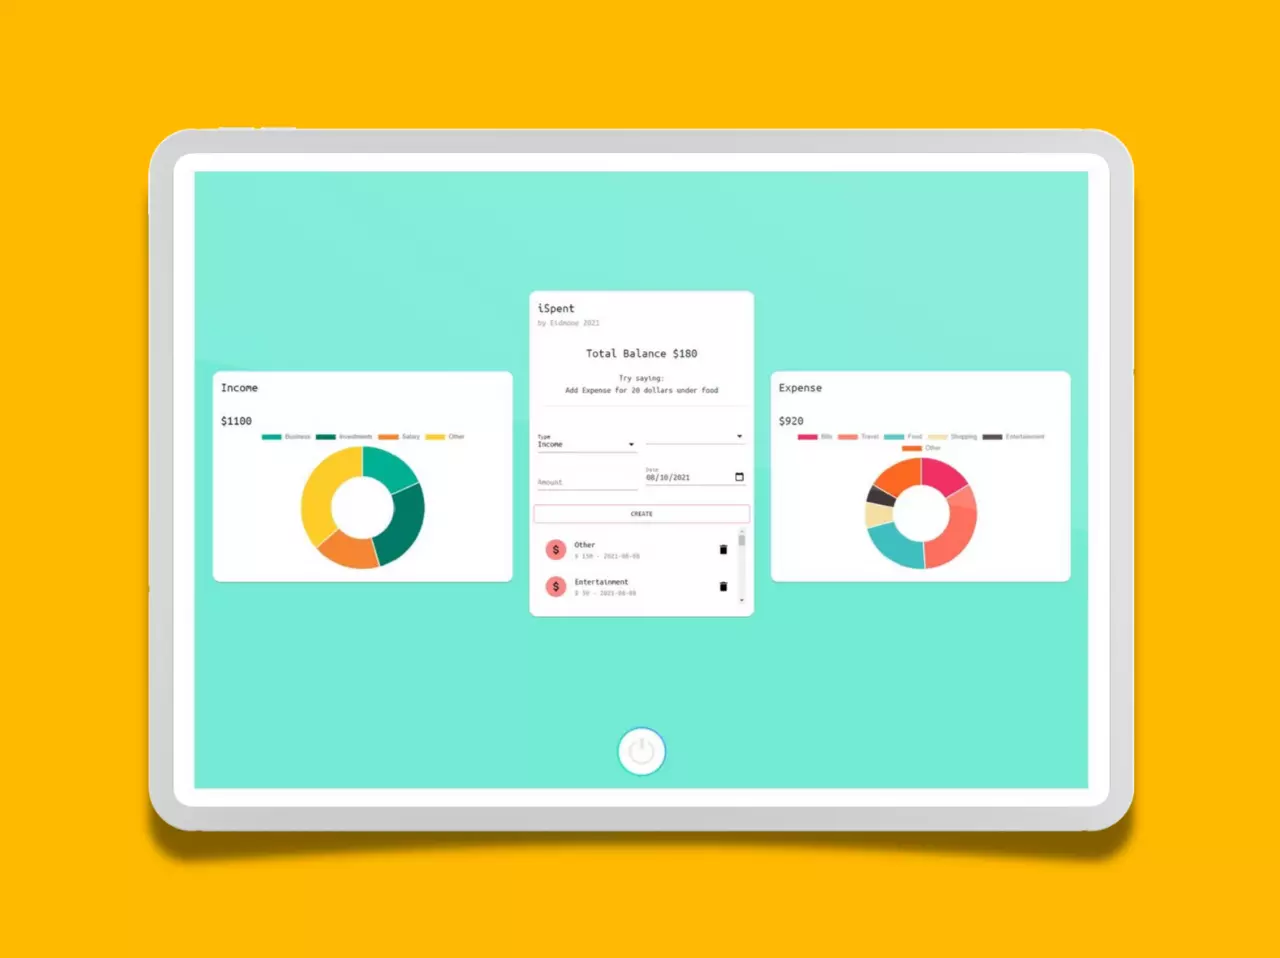 Income
$1100
Business Investments Salary Other
iSpent
by Eidmone 2021
Total Balance $180
Try saying:
Add Expense for 20 dollars under food
Type
Income
Amount
Date
08/10/2021
CREATE
Other
$ 150 - 2021-08-08
Entertainment
$ 50 - 2021-08-08
Expense
$920
Bills Travel Food Shopping Entertainment
Other